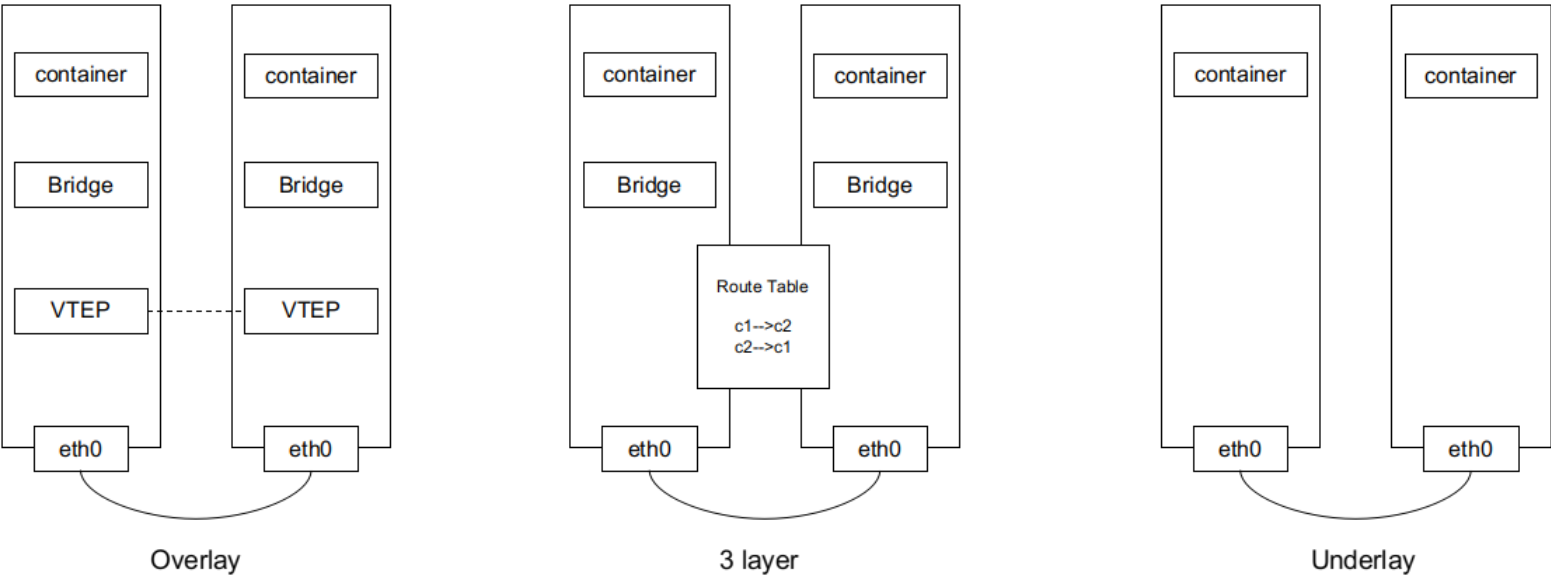 container
container
Bridge
Bridge
VTEP
VTEP
eth0
eth0
Overlay
container
container
Bridge
Bridge
Route Table
c1-->c2
c2-->c1
eth0
eth0
3 layer
container
container
eth0
eth0
Underlay